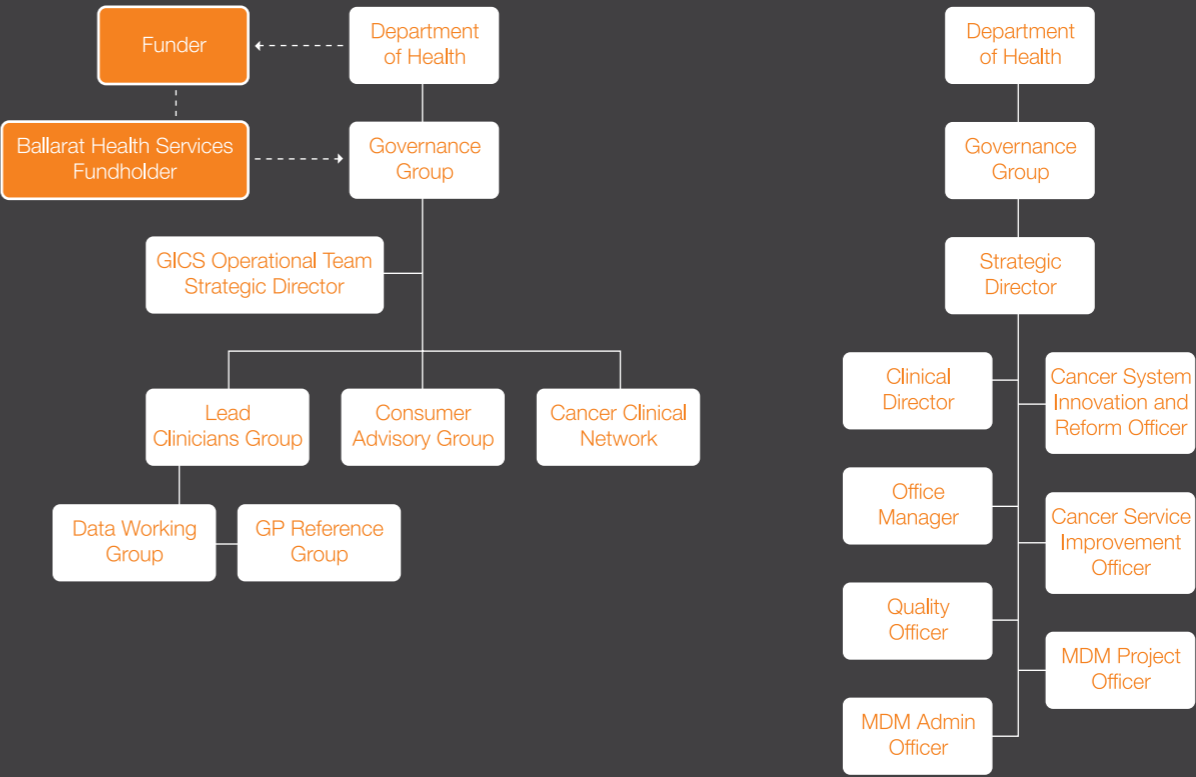 Funder
Department
of Health
Ballarat Health Services
Fundholder
Governance
Group
GICS Operational Team
Strategic Director
Lead
Clinicians Group
Consumer
Advisory Group
Cancer Clinical
Network
Data Working
Group
GP Reference
Group
Department
of Health
Governance
Group
Strategic
Director
Clinical
Director
Cancer System
Innovation and
Reform Officer
Office
Manager
Cancer Service
Improvement
Officer
Quality
Officer
MDM Project
Officer
MDM Admin
Officer